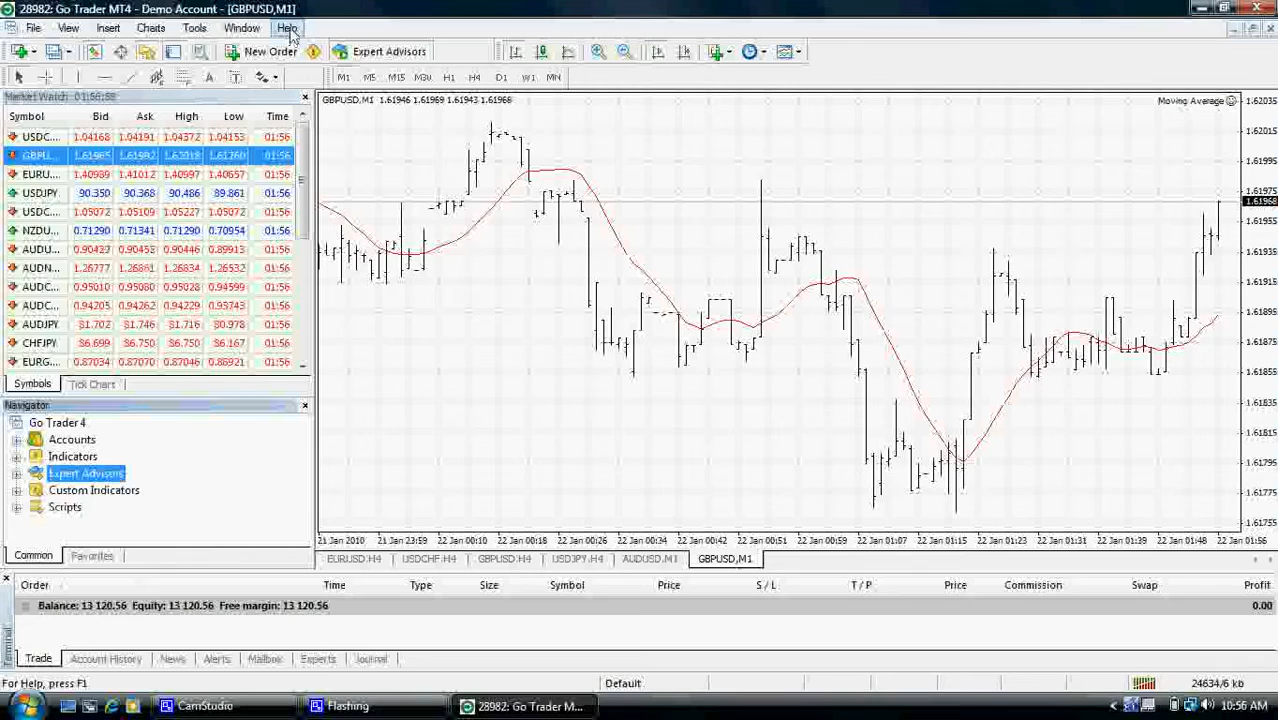 28982: Go Trader MT4 - Demo Account - [GBPUSD,M1]
File View Insert Charts Tools Window Help
New Order Expert Advisors
A T M1 M5 M15 M30 H1 H4 D1 W1 MN
Market Watch: 01:56:59
Symbol Bid Ask High Low Time
USDC.... 1.04168 1.04191 1.04372 1.04153 01:56
GBPU... 1.61965 1.61992 1.62018 1.61260 01:56
EURU... 1.40989 1.41012 1.40997 1.40657 01:56
USDJPY 90.350 90.368 90.486 89.861 01:56
USDC.... 1.05072 1.05109 1.05227 1.05072 01:56
NZDU... 0.71290 0.71341 0.71290 0.70954 01:56
AUDU... 0.90403 0.90452 0.90446 0.89913 01:56
AUDN... 1.26777 1.26861 1.26834 1.26532 01:56
AUDC... 0.95010 0.95080 0.95028 0.94599 01:56
AUDC... 0.94205 0.94262 0.94229 0.93743 01:56
AUDJPY 81.702 81.746 81.716 80.978 01:56
CHFJPY 86.699 86.750 86.750 86.167 01:56
EURG... 0.87034 0.87070 0.87046 0.86921 01:56
Symbols Tick Chart
Navigator
Go Trader 4
Accounts
Indicators
Expert Advisors
Custom Indicators
Scripts
Common Favorites
GBPUSD,M1 1.61946 1.61969 1.61943 1.61968
Moving Average
1.62035
1.62015
1.61995
1.61975
1.61968
1.61955
1.61935
1.61915
1.61895
1.61875
1.61855
1.61835
1.61815
1.61795
1.61775
1.61755
21 Jan 2010 21 Jan 23:59 22 Jan 00:10 22 Jan 00:18 22 Jan 00:26 22 Jan 00:34 22 Jan 00:42 22 Jan 00:59 22 Jan 01:07 22 Jan 01:15 22 Jan 01:23 22 Jan 01:31 22 Jan 01:39 22 Jan 01:48 22 Jan 01:56
EURUSD,H4 USDCHF,H4 GBPUSD,H4 USDJPY,H4 AUDUSD,M1 GBPUSD,M1
Order Time Type Size Symbol Price S / L T / P Price Commission Swap Profit
Balance: 13 120.56 Equity: 13 120.56 Free margin: 13 120.56 0.00
Terminal
Trade Account History News Alerts Mailbox Experts Journal
For Help, press F1 Default 24634/6 kb
CamStudio Flashing 28982: Go Trader M... 10:56 AM